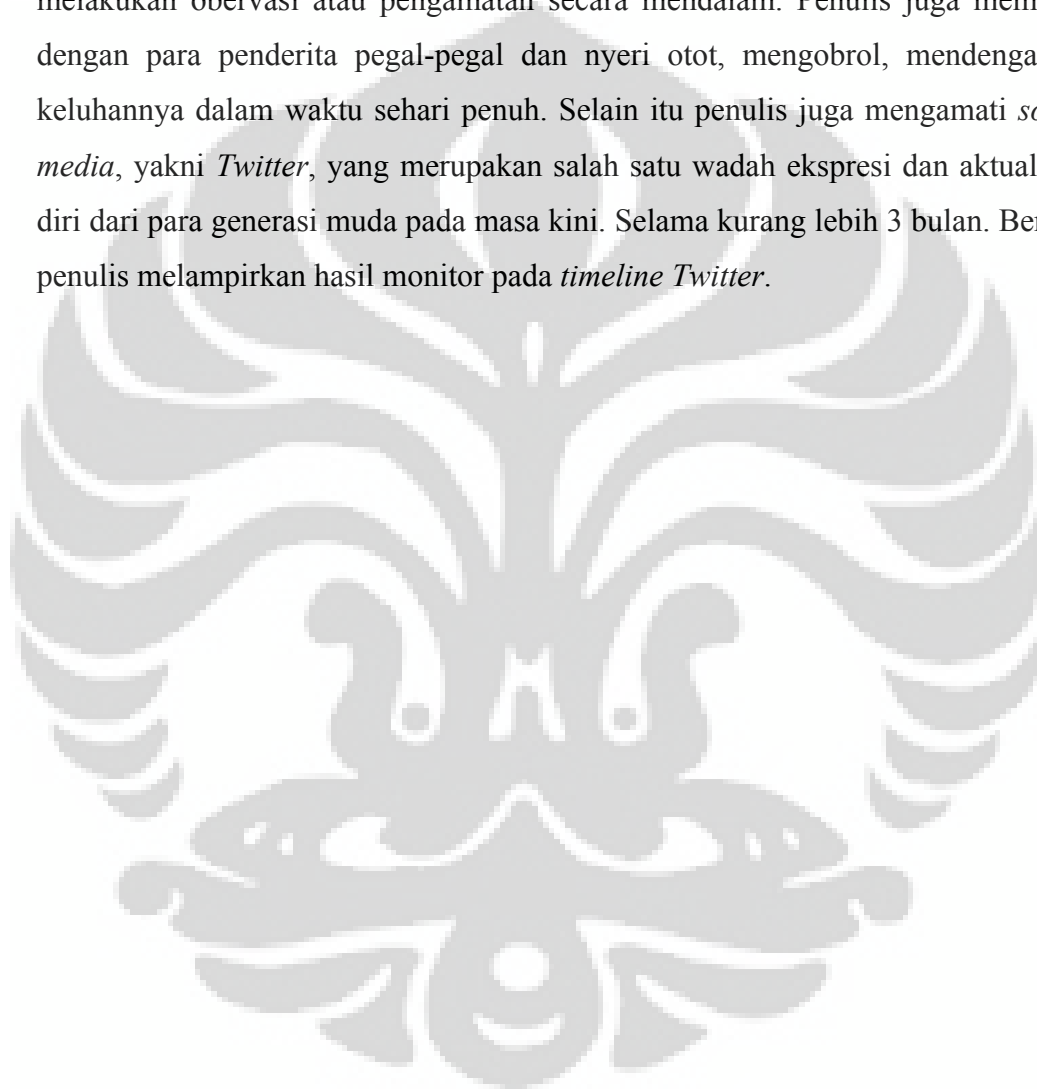 melakukan obervasi atau pengamatan secara mendalam. Penulis juga mem
dengan para penderita pegal-pegal dan nyeri otot, mengobrol, mendenga
keluhannya dalam waktu sehari penuh. Selain itu penulis juga mengamati so
media, yakni Twitter, yang merupakan salah satu wadah ekspresi dan aktual
diri dari para generasi muda pada masa kini. Selama kurang lebih 3 bulan. Ber
penulis melampirkan hasil monitor pada timeline Twitter.